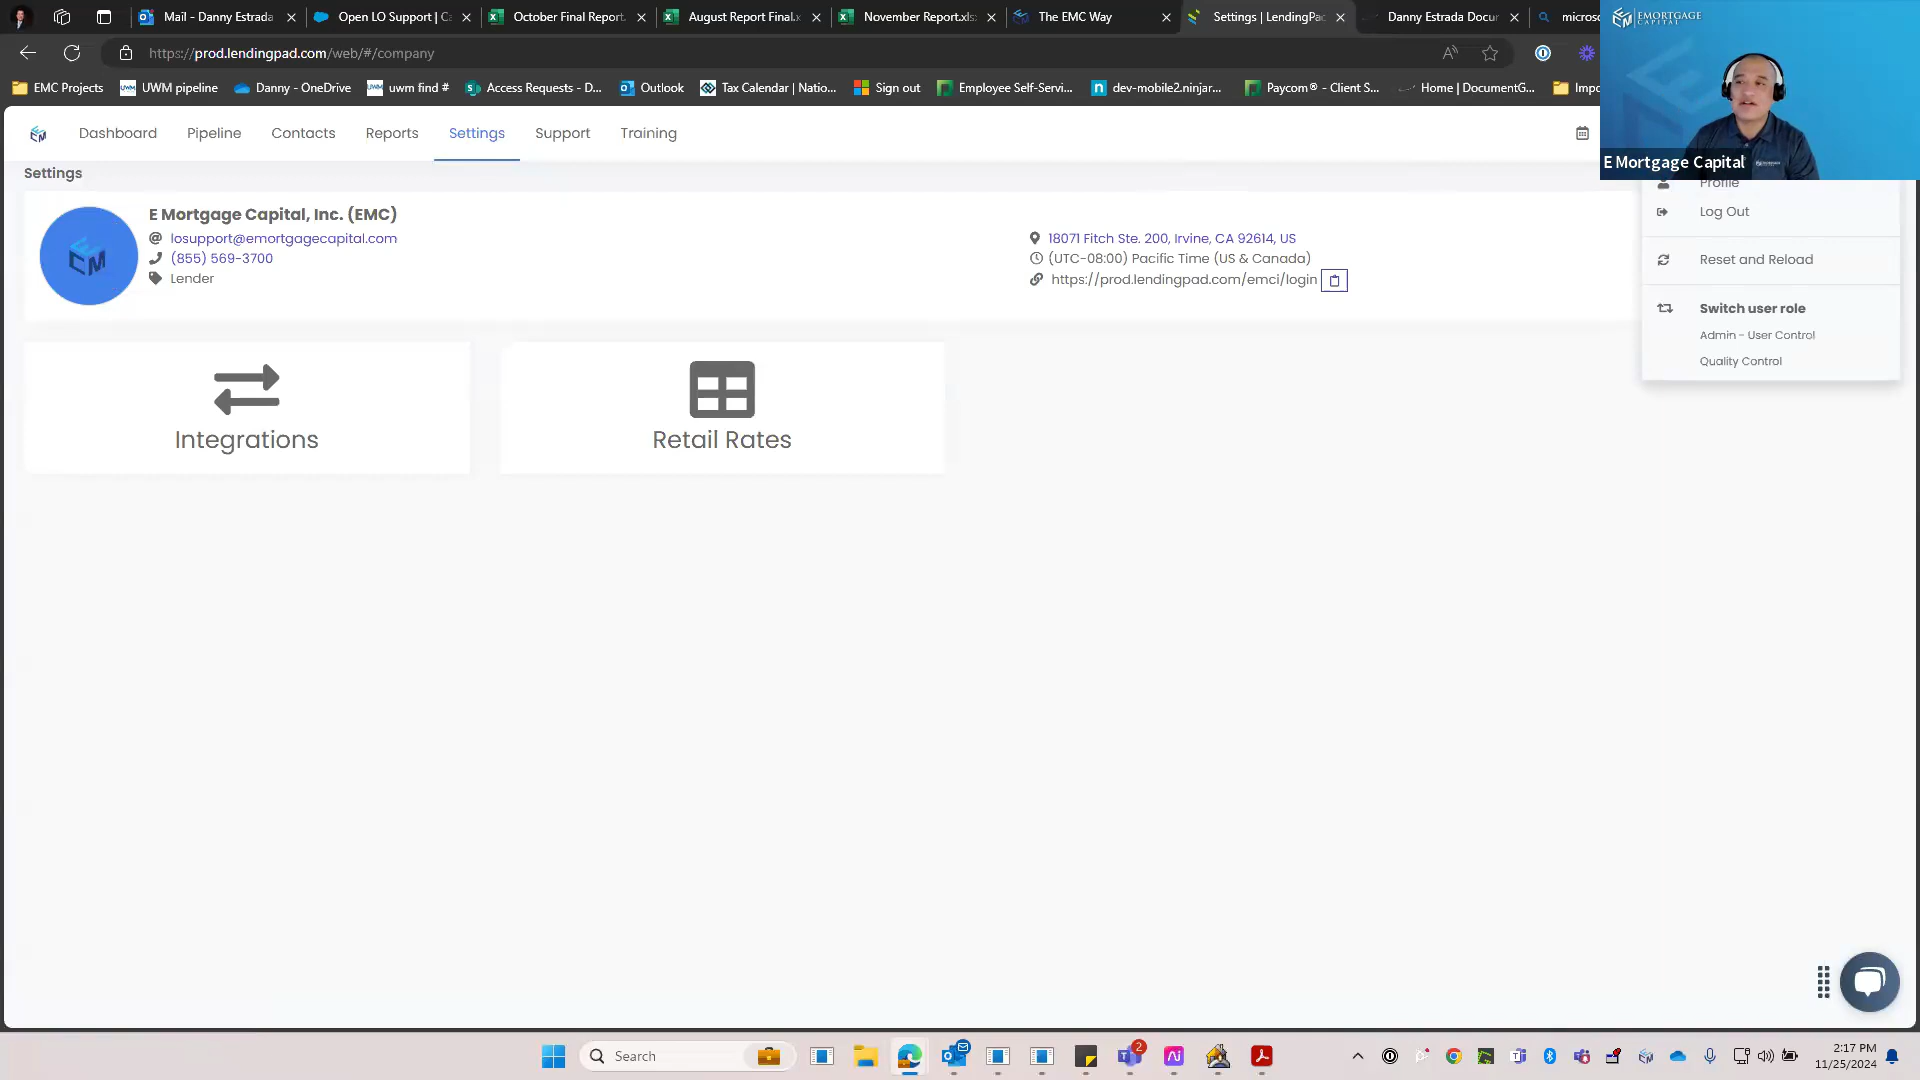 Mail - Danny Estrada
Open LO Support | Ca
October Final Report.
August Report Final.x
November Report.xls
The EMC Way
Settings | LendingPac
Danny Estrada Docur
microso
https://prod.lendingpad.com/web/#/company
EMC Projects
UWM pipeline
Danny - OneDrive
uwm find #
Access Requests - D...
Outlook
Tax Calendar | Natio...
Sign out
Employee Self-Servi...
dev-mobile2.ninjar...
Paycom® - Client S...
Home | DocumentG...
Impo
EMORTGAGE
CAPITAL
E Mortgage Capital
Dashboard
Pipeline
Contacts
Reports
Settings
Support
Training
Settings
E Mortgage Capital, Inc. (EMC)
losupport@emortgagecapital.com
(855) 569-3700
Lender
18071 Fitch Ste. 200, Irvine, CA 92614, US
(UTC-08:00) Pacific Time (US & Canada)
https://prod.lendingpad.com/emci/login
Profile
Log Out
Reset and Reload
Switch user role
Admin - User Control
Quality Control
Integrations
Retail Rates
Search
2
2:17 PM
11/25/2024